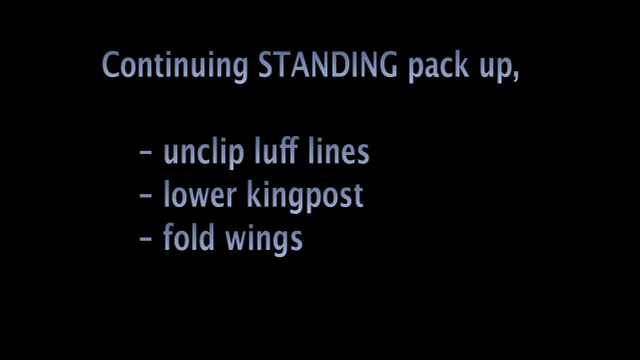 Continuing STANDING pack up,
- unclip luff lines
- lower kingpost
- fold wings